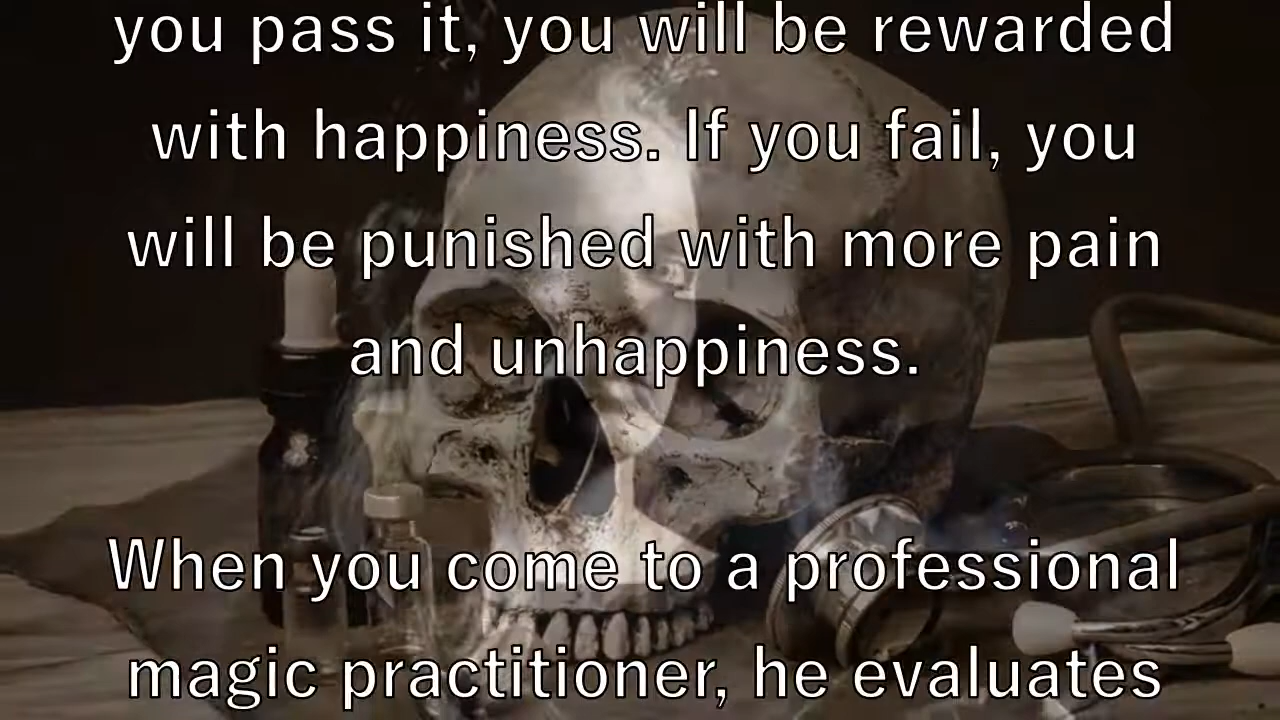 you pass it, you will be rewarded
with happiness. If you fail, you
will be punished with more pain
and unhappiness.
When you come to a professional
magic practitioner, he evaluates